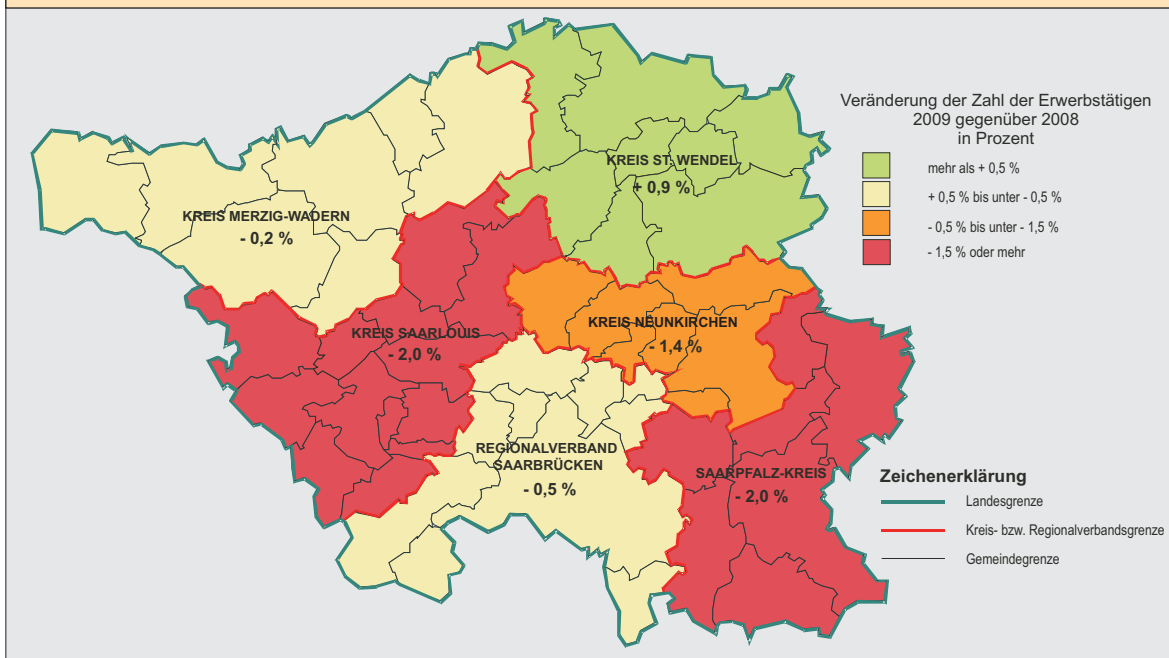 Veränderung der Zahl der Erwerbstätigen
2009 gegenüber 2008
in Prozent
mehr als + 0,5 %
+ 0,5 % bis unter - 0,5 %
- 0,5 % bis unter - 1,5 %
- 1,5 % oder mehr
KREIS ST. WENDEL
+ 0,9 %
KREIS MERZIG-WADERN
- 0,2 %
KREIS SAARLOUIS
- 2,0 %
KREIS NEUNKIRCHEN
- 1,4 %
REGIONALVERBAND
SAARBRÜCKEN
- 0,5 %
SAARPFALZ-KREIS
- 2,0 %
Zeichenerklärung
Landesgrenze
Kreis- bzw. Regionalverbandsgrenze
Gemeindegrenze